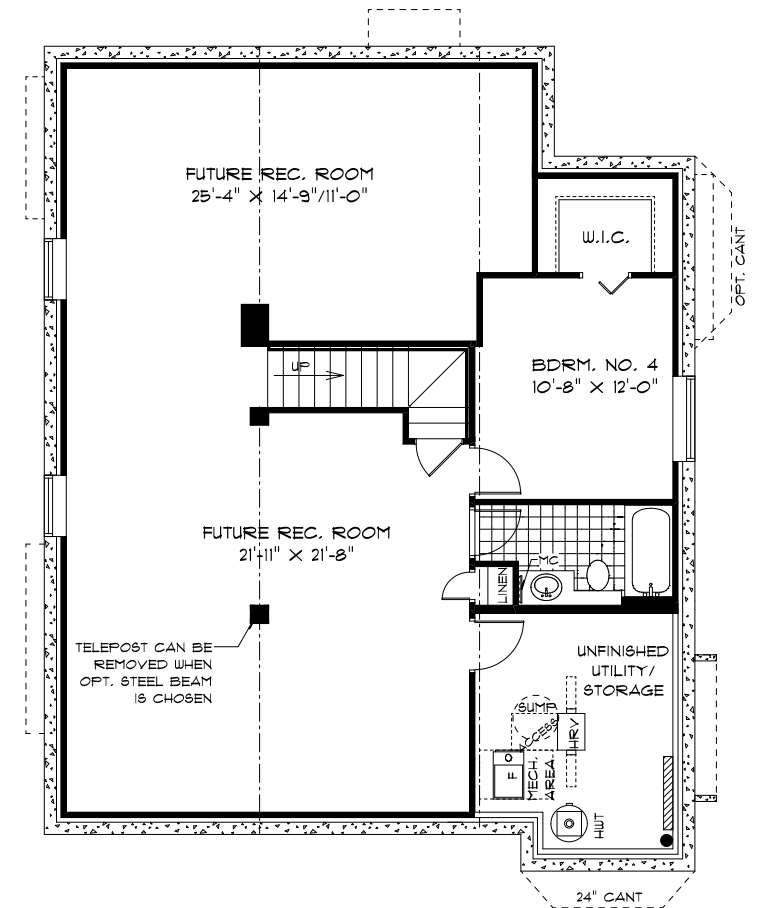 FUTURE REC. ROOM
25'-4" X 14'-9"/11'-0"
W.I.C.
OPT. CANT
UP
BDRM. NO. 4
10'-8" X 12'-0"
FUTURE REC. ROOM
21'-11" X 21'-8"
MC
LINEN
TELEPOST CAN BE
REMOVED WHEN
OPT. STEEL BEAM
IS CHOSEN
UNFINISHED
UTILITY/
STORAGE
SUMP
ACCESS
HRV
F
MECH.
AREA
HWT
24" CANT